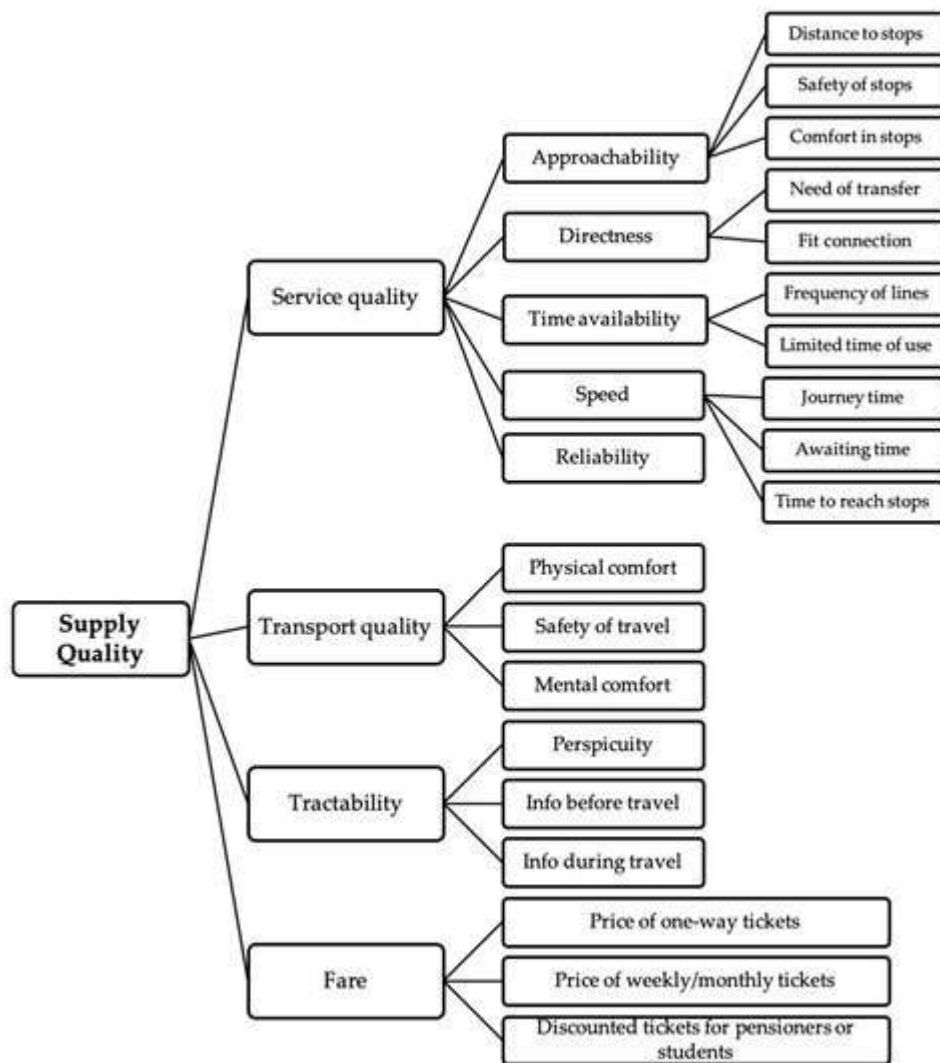 Distance to stops
Safety of stops
Comfort in stops
Approachability
Need of transfer
Directness
Fit connection
Service quality
Frequency of lines
Time availability
Limited time of use
Speed
Journey time
Awaiting time
Reliability
Time to reach stops
Physical comfort
Supply
Quality
Transport quality
Safety of travel
Mental comfort
Perspicuity
Tractability
Info before travel
Info during travel
Price of one-way tickets
Fare
Price of weekly/monthly tickets
Discounted tickets for pensioners or
students